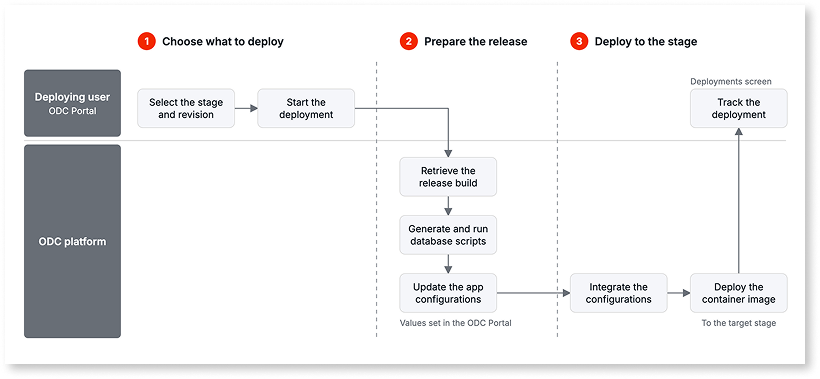 1 Choose what to deploy
2 Prepare the release
3 Deploy to the stage
Deploying user
ODC Portal
Select the stage
and revision
Start the
deployment
Deployments screen
Track the
deployment
ODC platform
Retrieve the
release build
Generate and run
database scripts
Update the app
configurations
Values set in the ODC Portal
Integrate the
configurations
Deploy the
container image
To the target stage